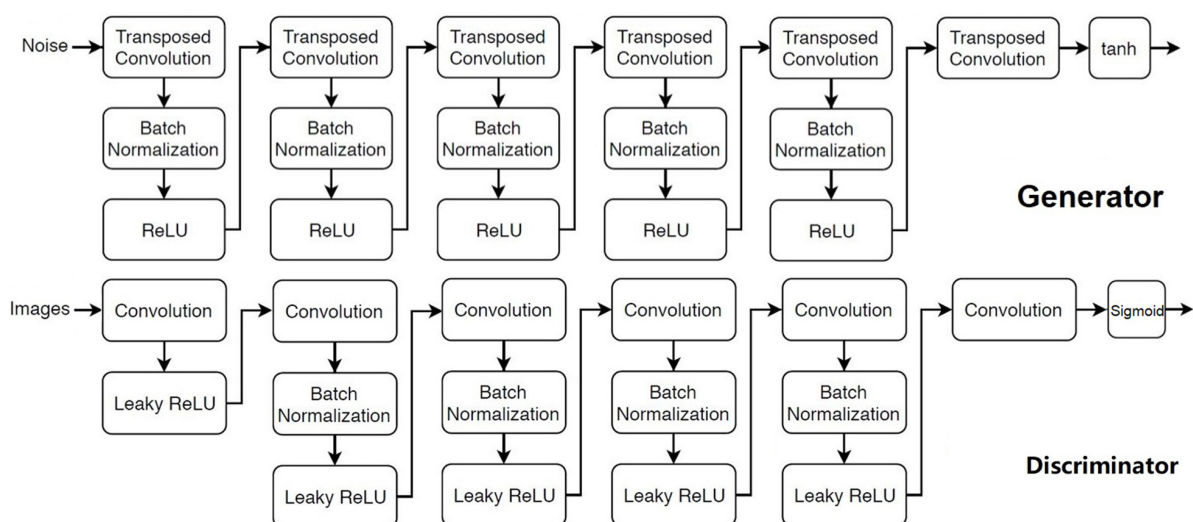 Noise
Transposed
Convolution
Batch
Normalization
ReLU
Transposed
Convolution
Batch
Normalization
ReLU
Transposed
Convolution
Batch
Normalization
ReLU
Transposed
Convolution
Batch
Normalization
ReLU
Transposed
Convolution
Batch
Normalization
ReLU
Transposed
Convolution
tanh
Generator
Images
Convolution
Leaky ReLU
Convolution
Batch
Normalization
Leaky ReLU
Convolution
Batch
Normalization
Leaky ReLU
Convolution
Batch
Normalization
Leaky ReLU
Convolution
Batch
Normalization
Leaky ReLU
Convolution
Sigmoid
Discriminator